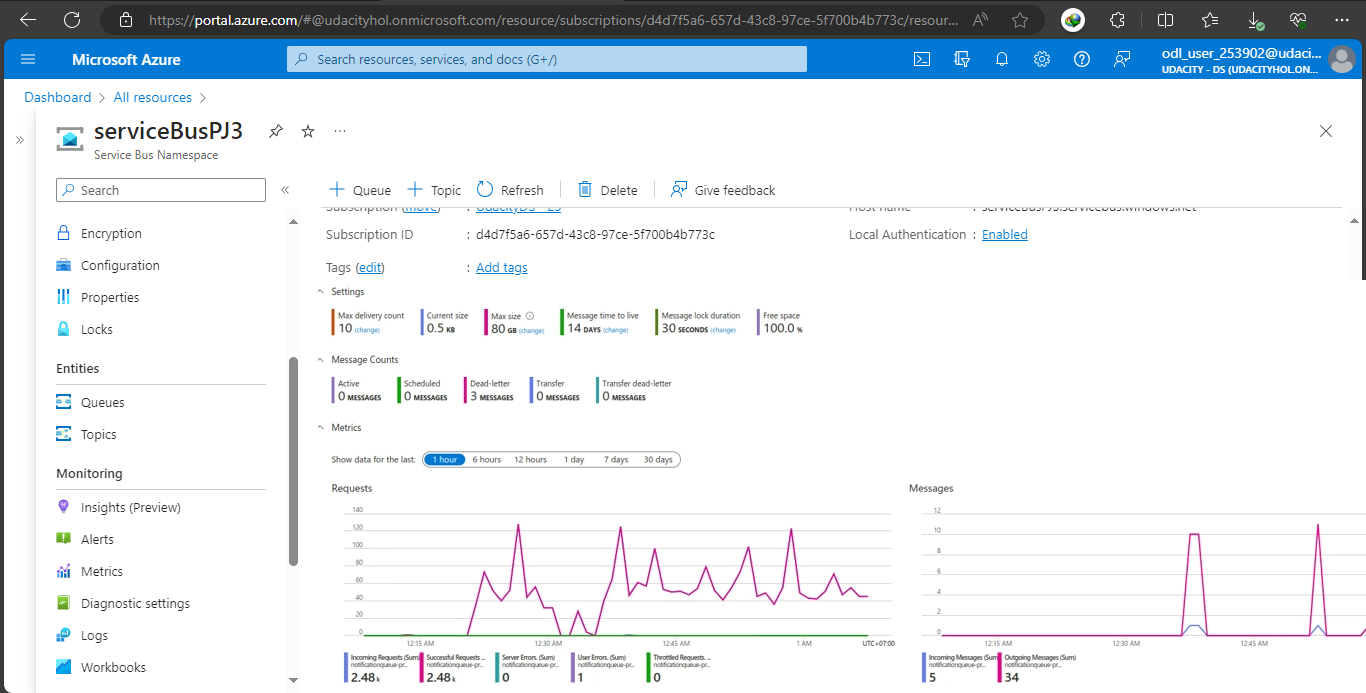 https://portal.azure.com/#@udacityhol.onmicrosoft.com/resource/subscriptions/d4d7f5a6-657d-43c8-97ce-5f700b4b773c/resour...
Microsoft Azure
Search resources, services, and docs (G+/)
odl_user_253902@udaci...
UDACITY - DS (UDACITYHOL.ON...
Dashboard > All resources >
serviceBusPJ3
Service Bus Namespace
Search
Queue Topic Refresh Delete Give feedback
Subscription (move) : UdacityDS - 25 Host name : serviceBusPJ3.servicebus.windows.net
Encryption
Subscription ID : d4d7f5a6-657d-43c8-97ce-5f700b4b773c Local Authentication : Enabled
Configuration
Tags (edit) : Add tags
Properties
Locks
Entities
Queues
Topics
Monitoring
Insights (Preview)
Alerts
Metrics
Diagnostic settings
Logs
Workbooks
Settings
Max delivery count Current size Max size Message time to live Message lock duration Free space
10 (change) 0.5 KB 80 GB (change) 14 DAYS (change) 30 SECONDS (change) 100.0 %
Message Counts
Active Scheduled Dead-letter Transfer Transfer dead-letter
0 MESSAGES 0 MESSAGES 3 MESSAGES 0 MESSAGES 0 MESSAGES
Metrics
Show data for the last: 1 hour 6 hours 12 hours 1 day 7 days 30 days
Requests
140
120
100
80
60
40
20
0
12:15 AM 12:30 AM 12:45 AM 1 AM UTC+07:00
Incoming Requests (Sum) Successful Requests ... Server Errors. (Sum) User Errors. (Sum) Throttled Requests. ...
notificationqueue-pr... notificationqueue-pr... notificationqueue-pr... notificationqueue-pr... notificationqueue-pr...
2.48k 2.48k 0 1 0
Messages
12
10
8
6
4
2
0
12:15 AM 12:30 AM 12:45 AM
Incoming Messages (Sum) Outgoing Messages (Sum)
notificationqueue-pr... notificationqueue-pr...
5 34